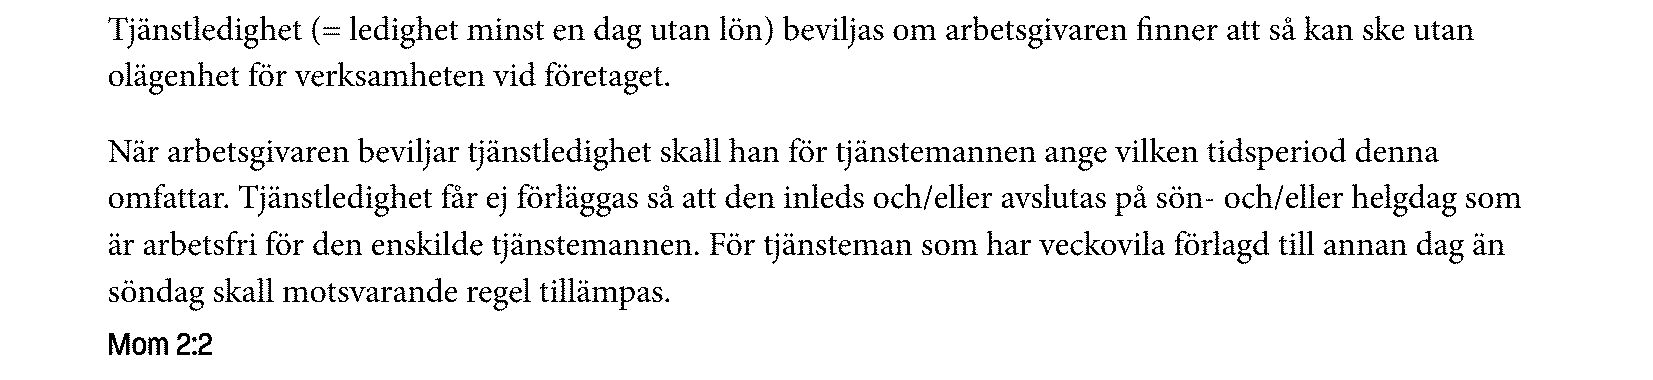 Tjänstledighet (= ledighet minst en dag utan lön) beviljas om arbetsgivaren finner att så kan ske utan
olägenhet för verksamheten vid företaget.
När arbetsgivaren beviljar tjänstledighet skall han för tjänstemannen ange vilken tidsperiod denna
omfattar. Tjänstledighet får ej förläggas så att den inleds och/eller avslutas på sön- och/eller helgdag som
är arbetsfri för den enskilde tjänstemannen. För tjänsteman som har veckovila förlagd till annan dag än
söndag skall motsvarande regel tillämpas.
Mom 2:2